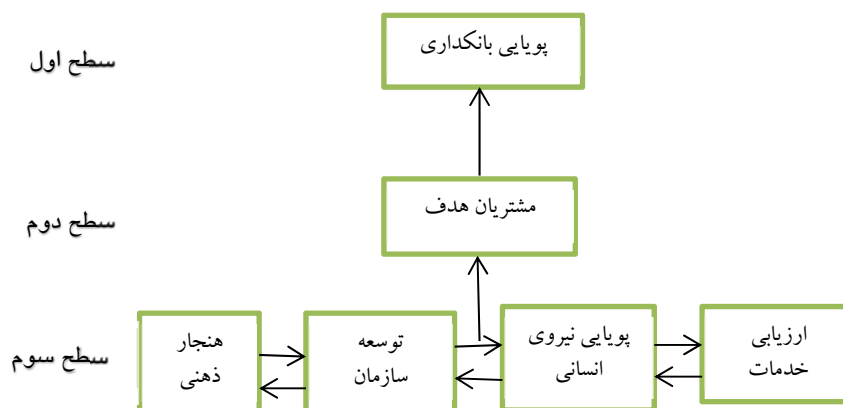 سطح اول
پویایی بانکداری
سطح دوم
مشتریان هدف
سطح سوم
ارزیابی
خدمات
پویایی نیروی
انسانی
توسعه
سازمان
هنجار
ذهنی